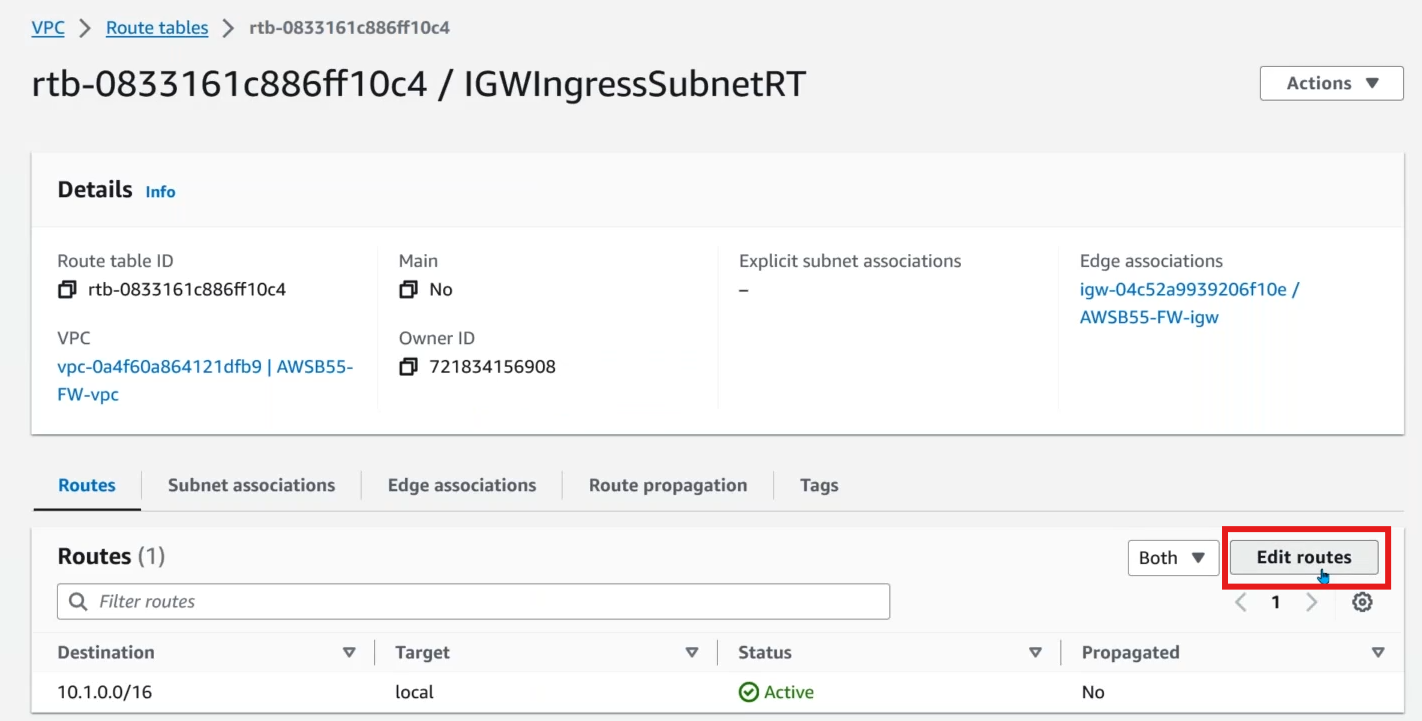 VPC > Route tables > rtb-0833161c886ff10c4
rtb-0833161c886ff10c4 / IGWIngressSubnetRT
Actions
Details Info
Route table ID
rtb-0833161c886ff10c4
Main
No
Explicit subnet associations
–
Edge associations
igw-04c52a9939206f10e /
AWSB55-FW-igw
VPC
vpc-0a4f60a864121dfb9 | AWSB55-
FW-vpc
Owner ID
721834156908
Routes Subnet associations Edge associations Route propagation Tags
Routes (1)
Both Edit routes
Filter routes
1
Destination Target Status Propagated
10.1.0.0/16 local Active No